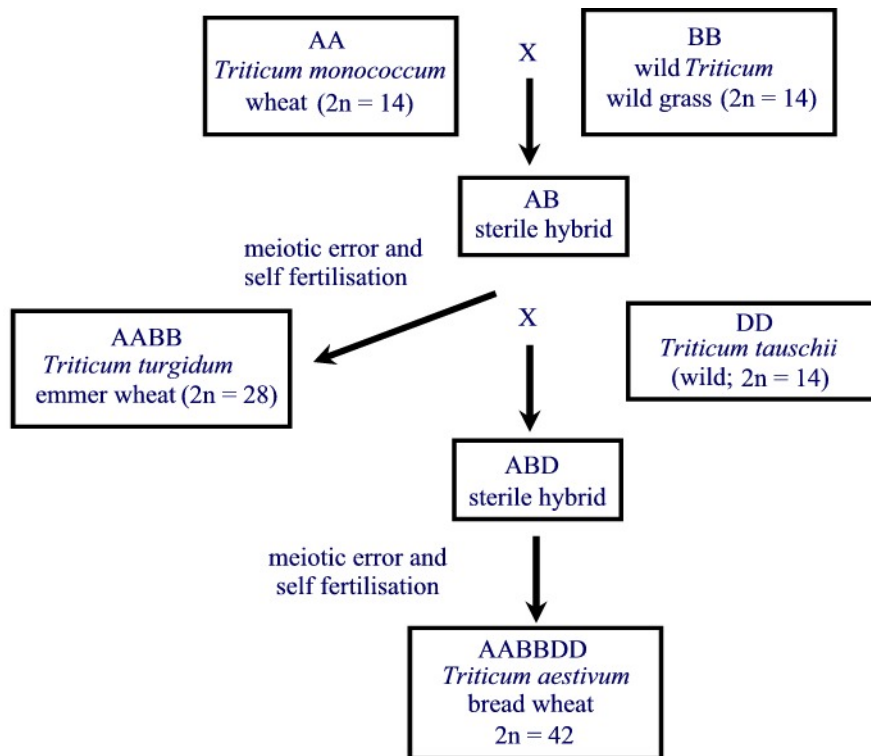 AA
Triticum monococcum
wheat (2n = 14)
X
BB
wild Triticum
wild grass (2n = 14)
AB
sterile hybrid
meiotic error and
self fertilisation
AABB
Triticum turgidum
emmer wheat (2n = 28)
X
DD
Triticum tauschii
(wild; 2n = 14)
ABD
sterile hybrid
meiotic error and
self fertilisation
AABBDD
Triticum aestivum
bread wheat
2n = 42